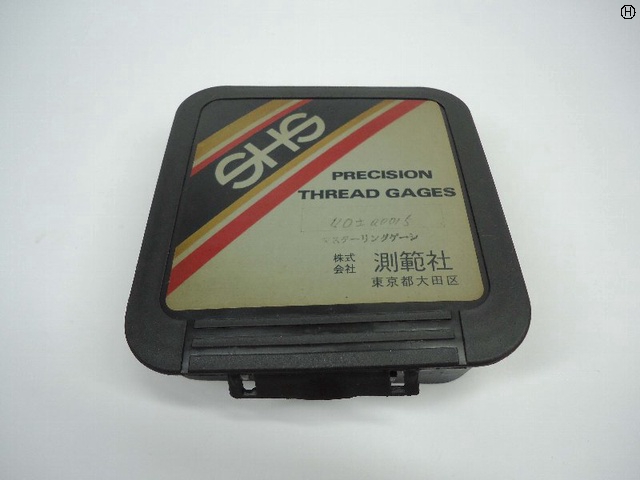 H
SHS
PRECISION
THREAD GAGES
株式会社 測範社
東京都大田区